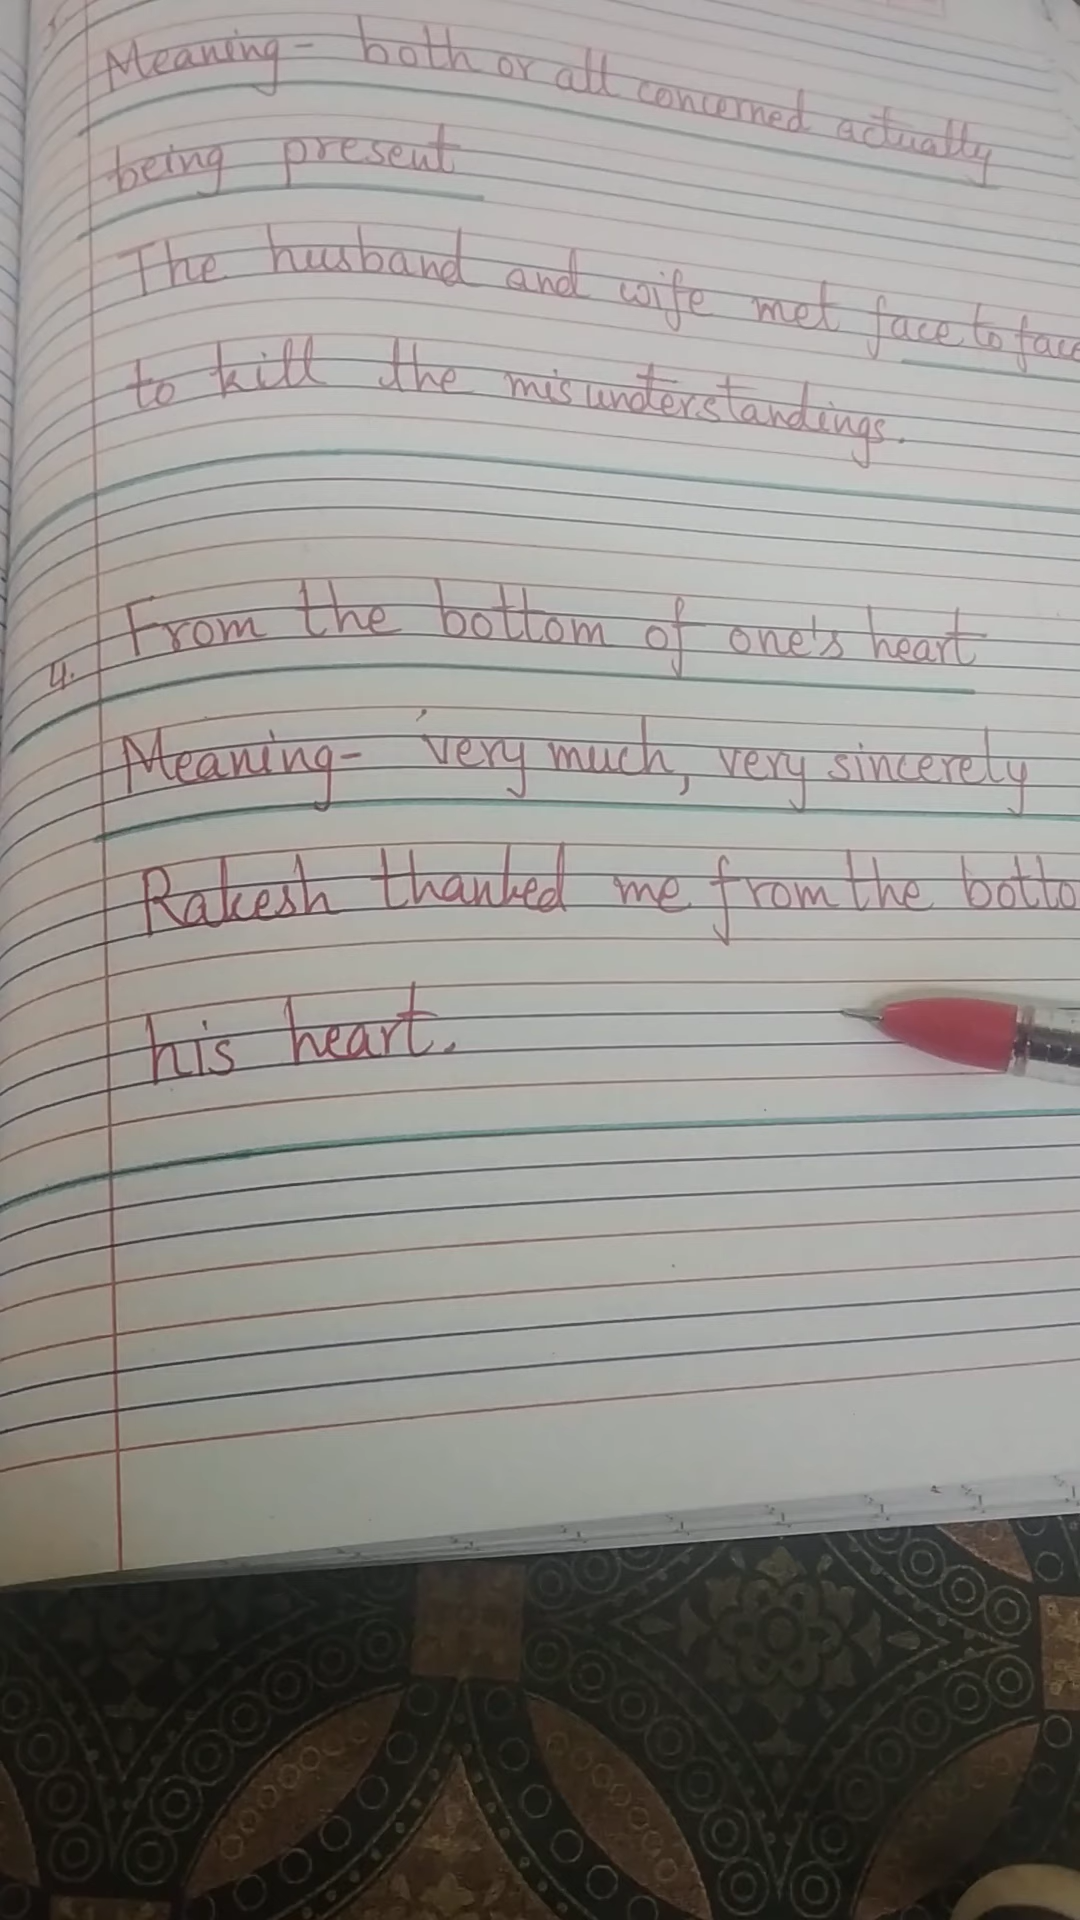 Meaning - both or all concerned actually
being present
The husband and wife met face to face
to kill the misunderstandings.
4. From the bottom of one's heart
Meaning - very much, very sincerely
Rakesh thanked me from the botto
his heart.